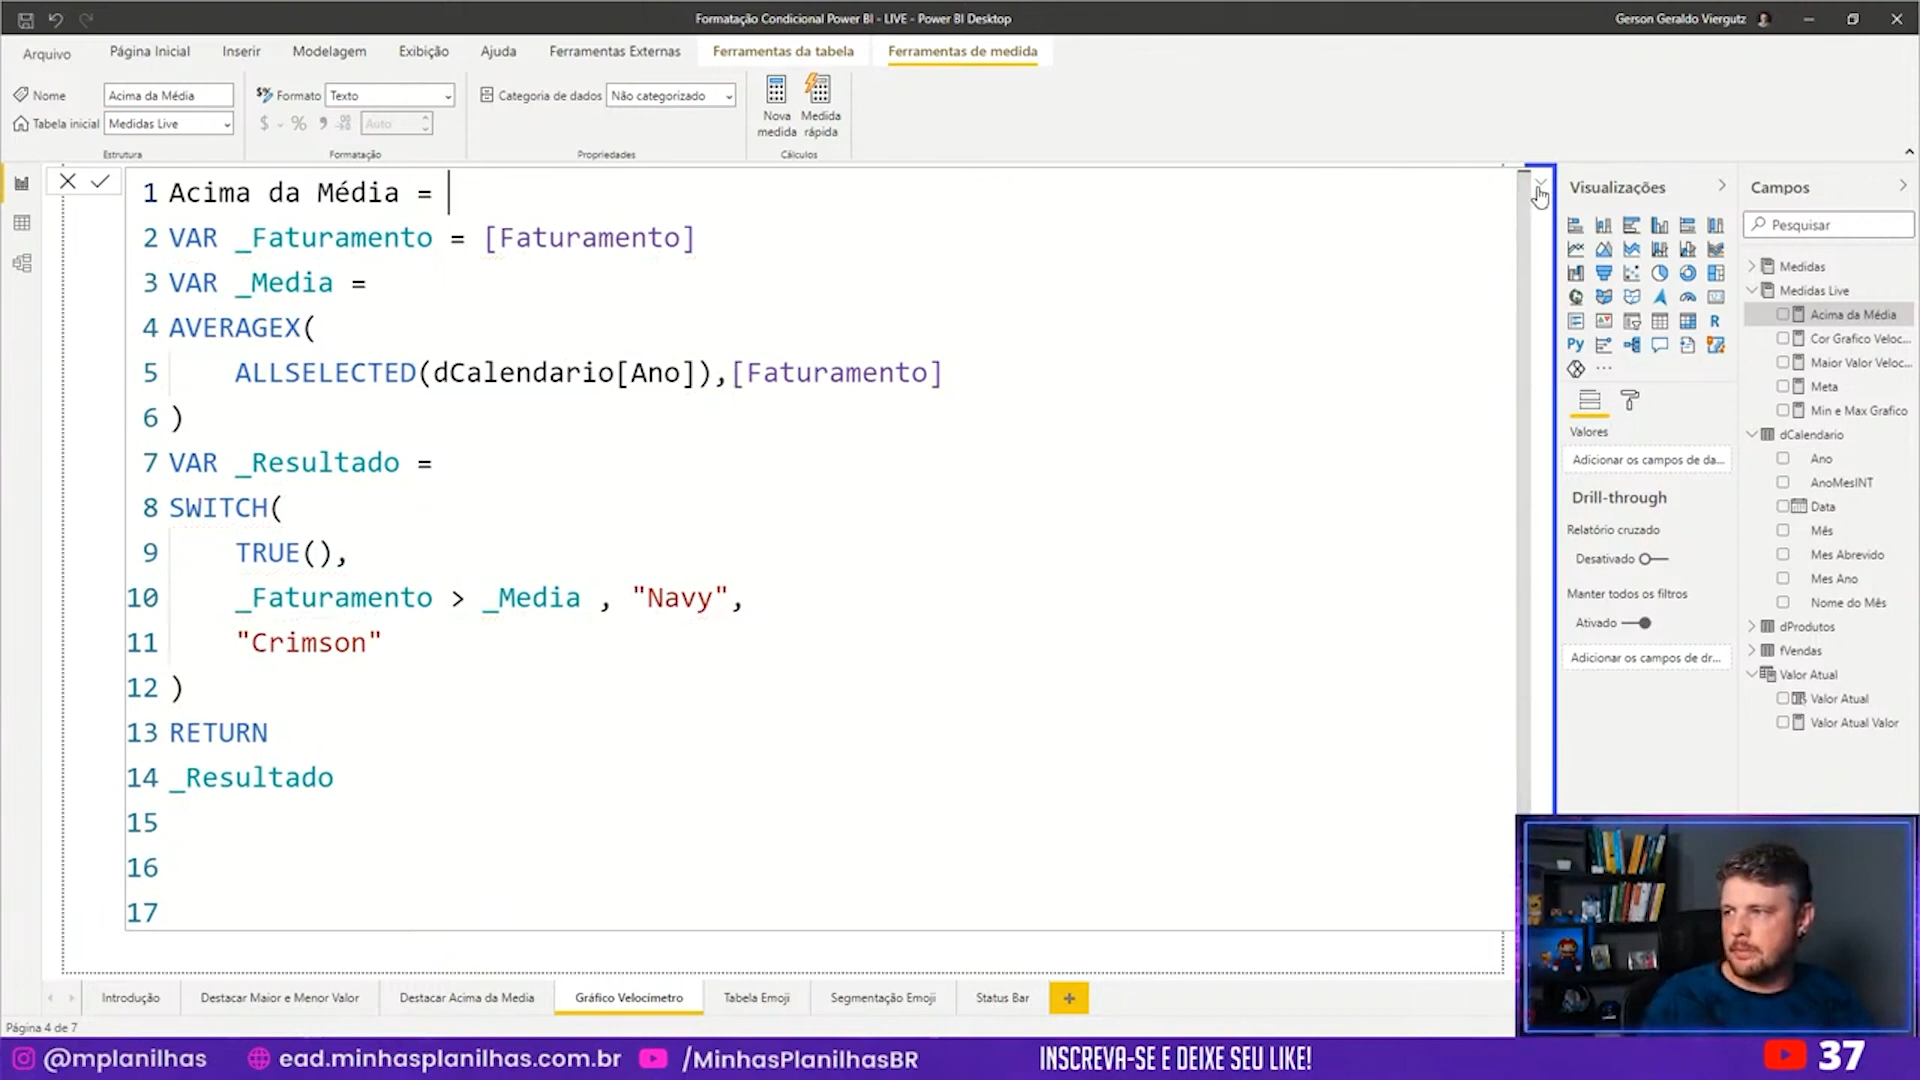 Formatação Condicional Power BI - LIVE - Power BI Desktop
Gerson Geraldo Viergutz
Arquivo
Página Inicial
Inserir
Modelagem
Exibição
Ajuda
Ferramentas Externas
Ferramentas da tabela
Ferramentas de medida
Nome
Acima da Média
Formato
Texto
Categoria de dados
Não categorizado
Tabela inicial
Medidas Live
$ % 9
Auto
Nova medida
Medida rápida
Estrutura
Formatação
Propriedades
Cálculos
1 Acima da Média =
2 VAR _Faturamento = [Faturamento]
3 VAR _Media =
4 AVERAGEX(
5 ALLSELECTED(dCalendario[Ano]),[Faturamento]
6 )
7 VAR _Resultado =
8 SWITCH(
9 TRUE(),
10 _Faturamento > _Media , "Navy",
11 "Crimson"
12 )
13 RETURN
14 _Resultado
15
16
17
Visualizações
R
Py
...
Valores
Adicionar os campos de da...
Drill-through
Relatório cruzado
Desativado
Manter todos os filtros
Ativado
Adicionar os campos de dr...
Campos
Pesquisar
Medidas
Medidas Live
Acima da Média
Cor Grafico Veloc...
Maior Valor Veloc...
Meta
Min e Max Grafico
dCalendario
Ano
AnoMesINT
Data
Mês
Mes Abrevido
Mes Ano
Nome do Mês
dProdutos
fVendas
Valor Atual
Valor Atual
Valor Atual Valor
Introdução
Destacar Maior e Menor Valor
Destacar Acima da Media
Gráfico Velocímetro
Tabela Emoji
Segmentação Emoji
Status Bar
+
Página 4 de 7
@mplanilhas
ead.minhasplanilhas.com.br
/MinhasPlanilhasBR
INSCREVA-SE E DEIXE SEU LIKE!
37